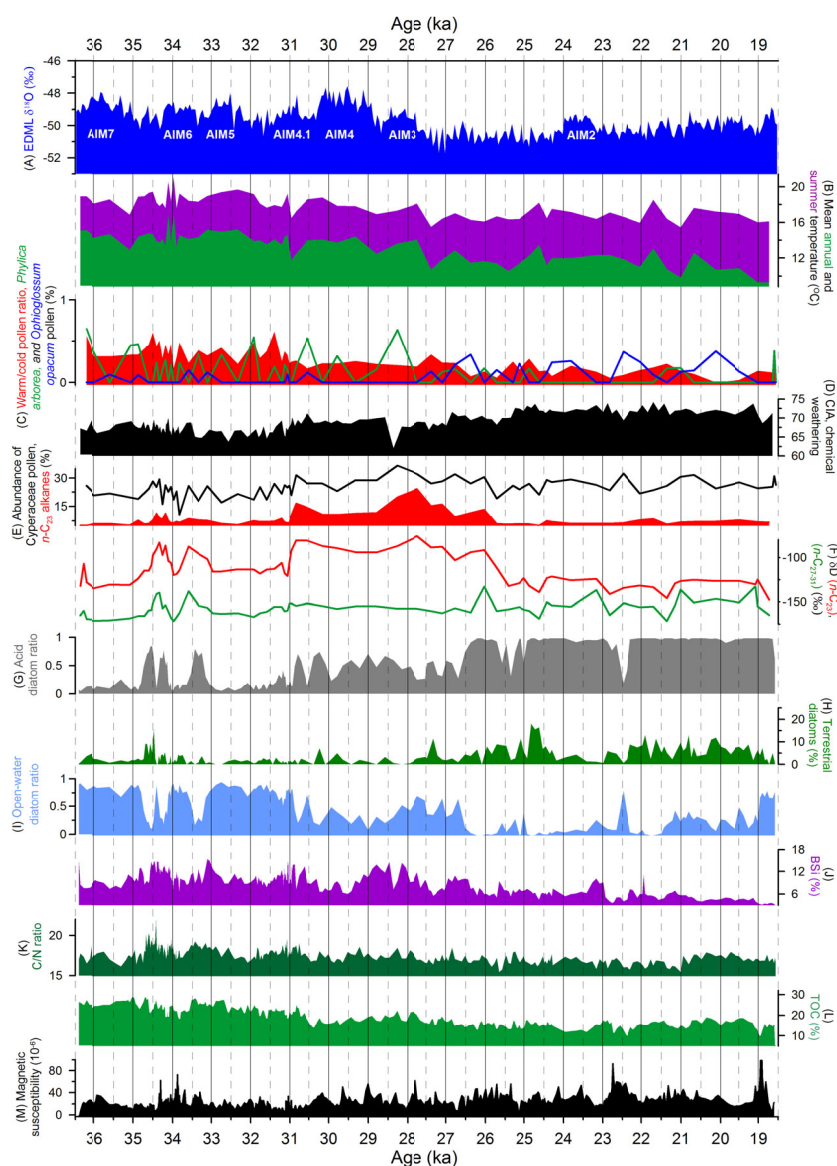 Age (ka)
36 35 34 33 32 31 30 29 28 27 26 25 24 23 22 21 20 19
(A) EDML δ¹⁸O (‰)
-46
-48
-50
-52
AIM7 AIM6 AIM5 AIM4.1 AIM4 AIM3 AIM2
(B) Mean annual and
summer temperature (°C)
20
16
12
(C) Warm/cold pollen ratio, Phylica
arborea, and Ophioglossum
opacum pollen (%)
1
0
(D) CIA, chemical
weathering
75
70
65
60
(E) Abundance of
Cyperaceae pollen,
n-C₂₃ alkanes (%)
30
15
(F) δD (n-C₂₃),
(n-C₂₇₋₃₁) (‰)
-100
-150
(G) Acid
diatom ratio
1
0.5
0
(H) Terrestrial
diatoms (%)
20
10
0
(I) Open-water
diatom ratio
1
0.5
0
(J)
BSi (%)
18
12
6
(K)
C/N ratio
20
15
(L)
TOC (%)
30
20
10
(M) Magnetic
susceptibility (10⁻⁶)
80
40
0
36 35 34 33 32 31 30 29 28 27 26 25 24 23 22 21 20 19
Age (ka)